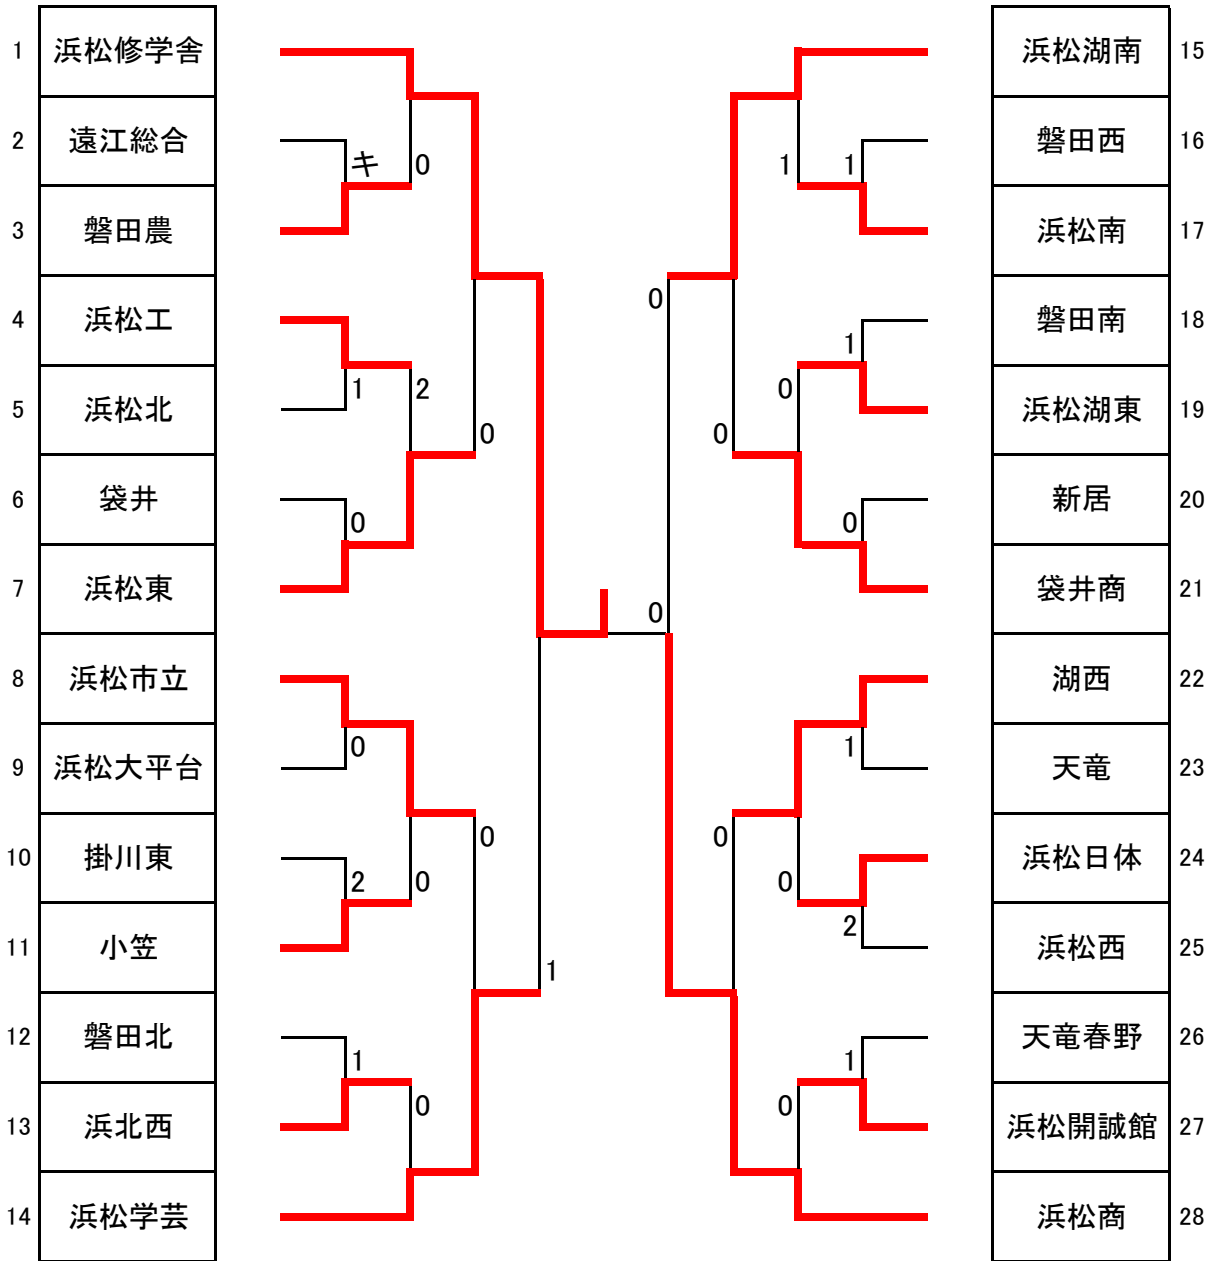 1 浜松修学舎
2 遠江総合
3 磐田農
4 浜松工
5 浜松北
6 袋井
7 浜松東
8 浜松市立
9 浜松大平台
10 掛川東
11 小笠
12 磐田北
13 浜北西
14 浜松学芸
キ
0
1
2
0
0
0
0
2
0
1
0
0
1
0
0
1
1
1
0
0
0
1
0
0
2
1
0
浜松湖南 15
磐田西 16
浜松南 17
磐田南 18
浜松湖東 19
新居 20
袋井商 21
湖西 22
天竜 23
浜松日体 24
浜松西 25
天竜春野 26
浜松開誠館 27
浜松商 28